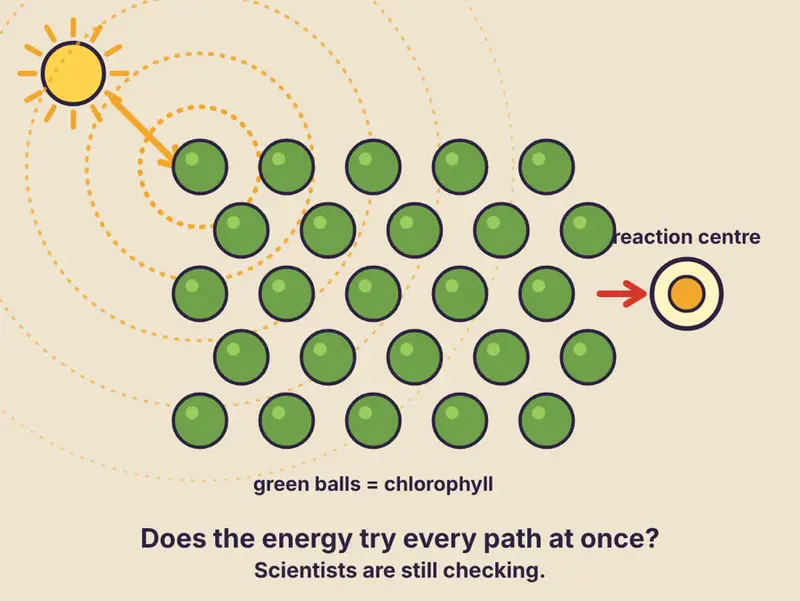 reaction centre
green balls = chlorophyll
Does the energy try every path at once?
Scientists are still checking.